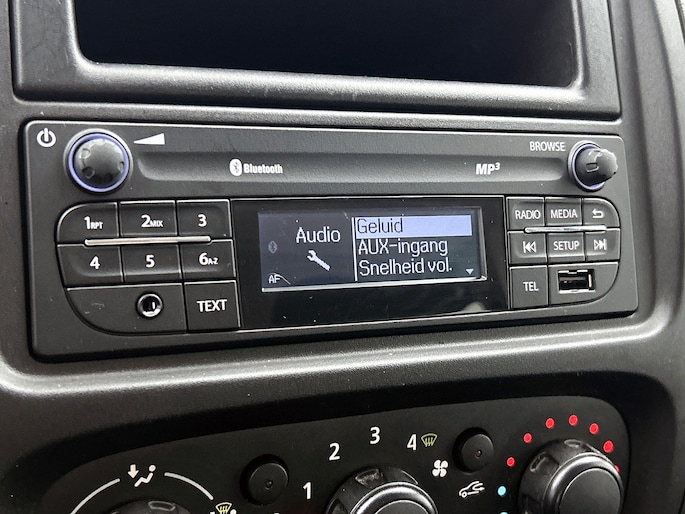 BROWSE
Bluetooth
MP3
1RPT 2MIX 3
RADIO MEDIA
Audio
Geluid
AUX-ingang
Snelheid vol.
4 5 6A-Z
SETUP
AF
TEXT
TEL
1 2 3 4